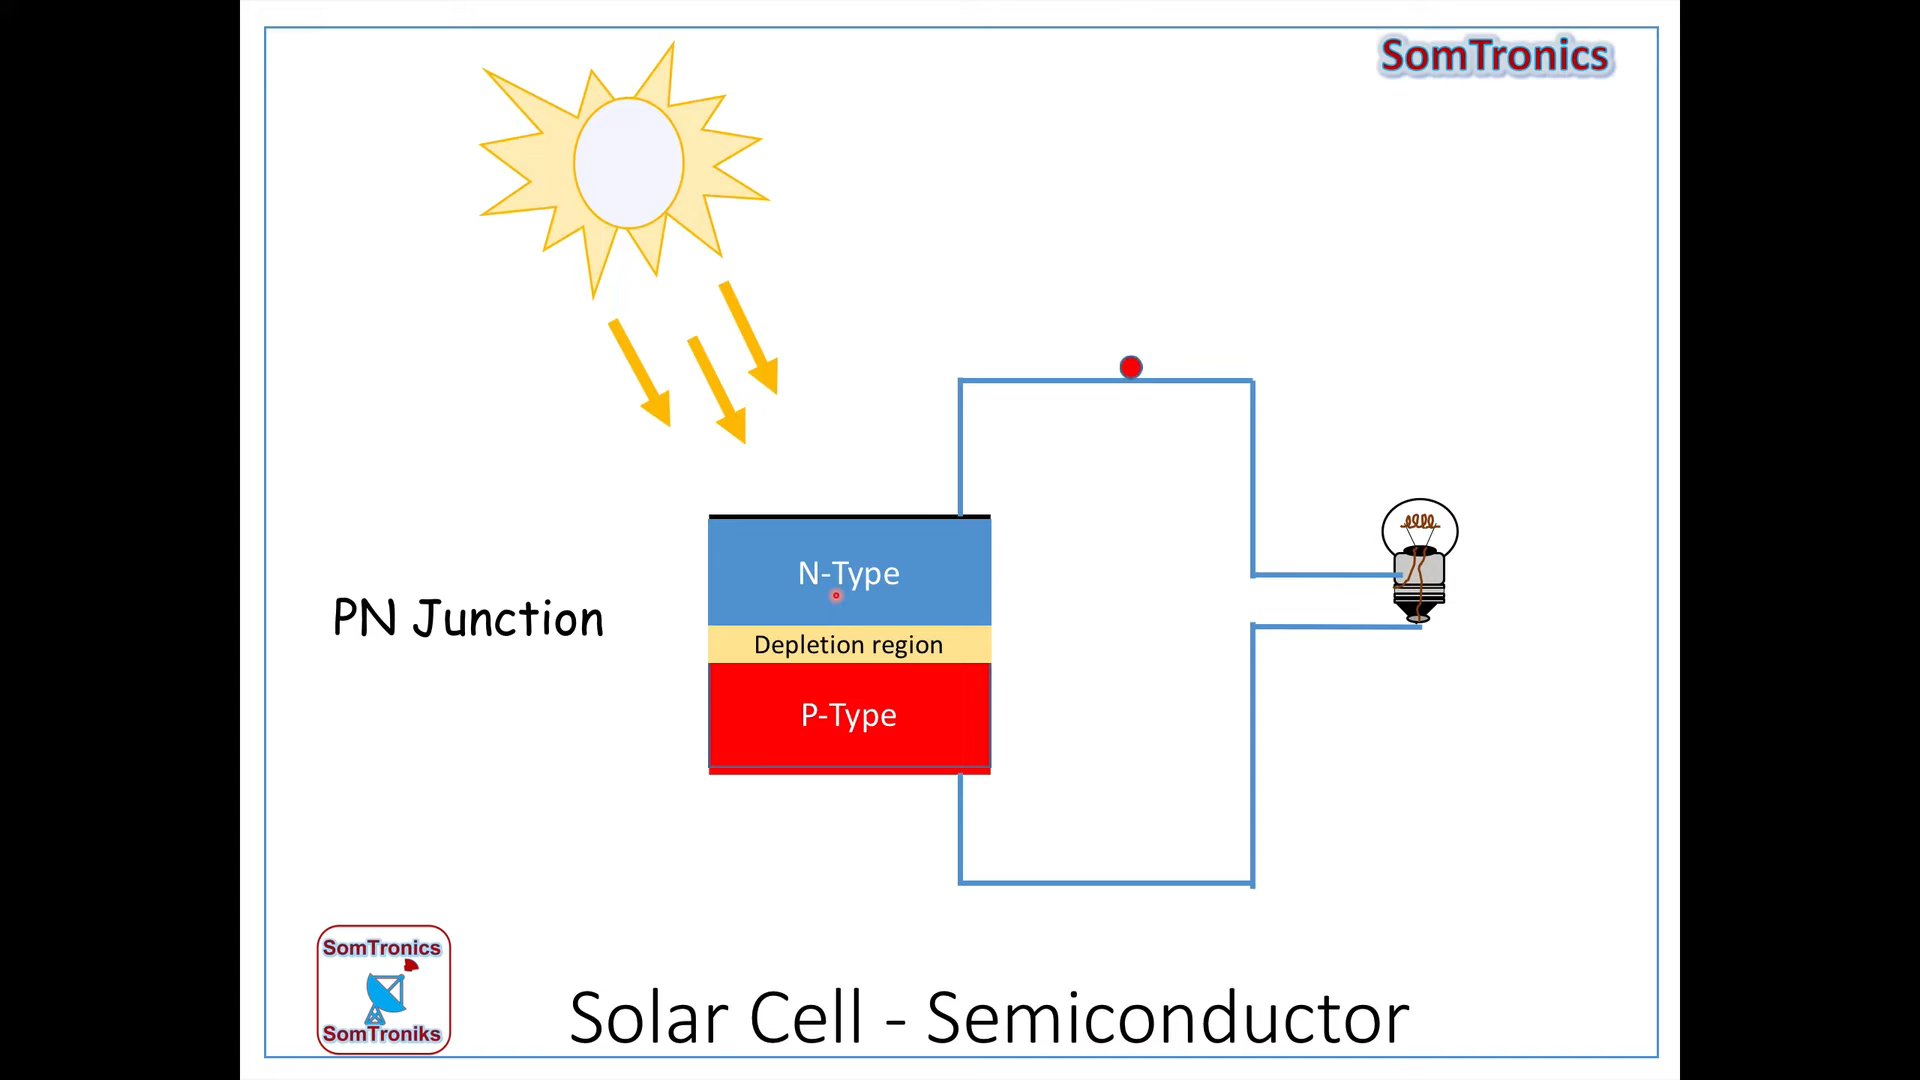 SomTronics
N-Type
PN Junction
Depletion region
P-Type
SomTronics
SomTroniks
Solar Cell - Semiconductor